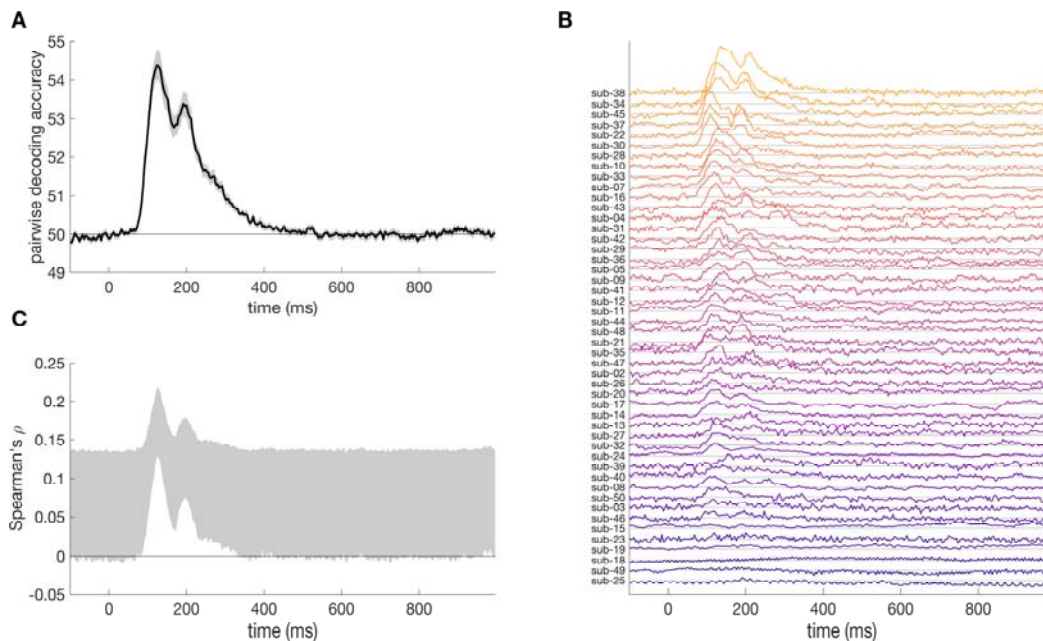 A
55
54
53
52
51
50
49
pairwise decoding accuracy
0
200
400
600
800
time (ms)
B
sub-38
sub-34
sub-45
sub-37
sub-22
sub-30
sub-28
sub-10
sub-33
sub-07
sub-16
sub-43
sub-04
sub-31
sub-42
sub-29
sub-36
sub-05
sub-09
sub-41
sub-12
sub-11
sub-44
sub-48
sub-21
sub-35
sub-47
sub-02
sub-26
sub-20
sub-17
sub-14
sub-13
sub-27
sub-32
sub-24
sub-39
sub-40
sub-08
sub-50
sub-03
sub-46
sub-15
sub-23
sub-19
sub-18
sub-49
sub-25
0
200
400
600
800
time (ms)
C
0.25
0.2
0.15
0.1
0.05
0
-0.05
Spearman's ρ
0
200
400
600
800
time (ms)